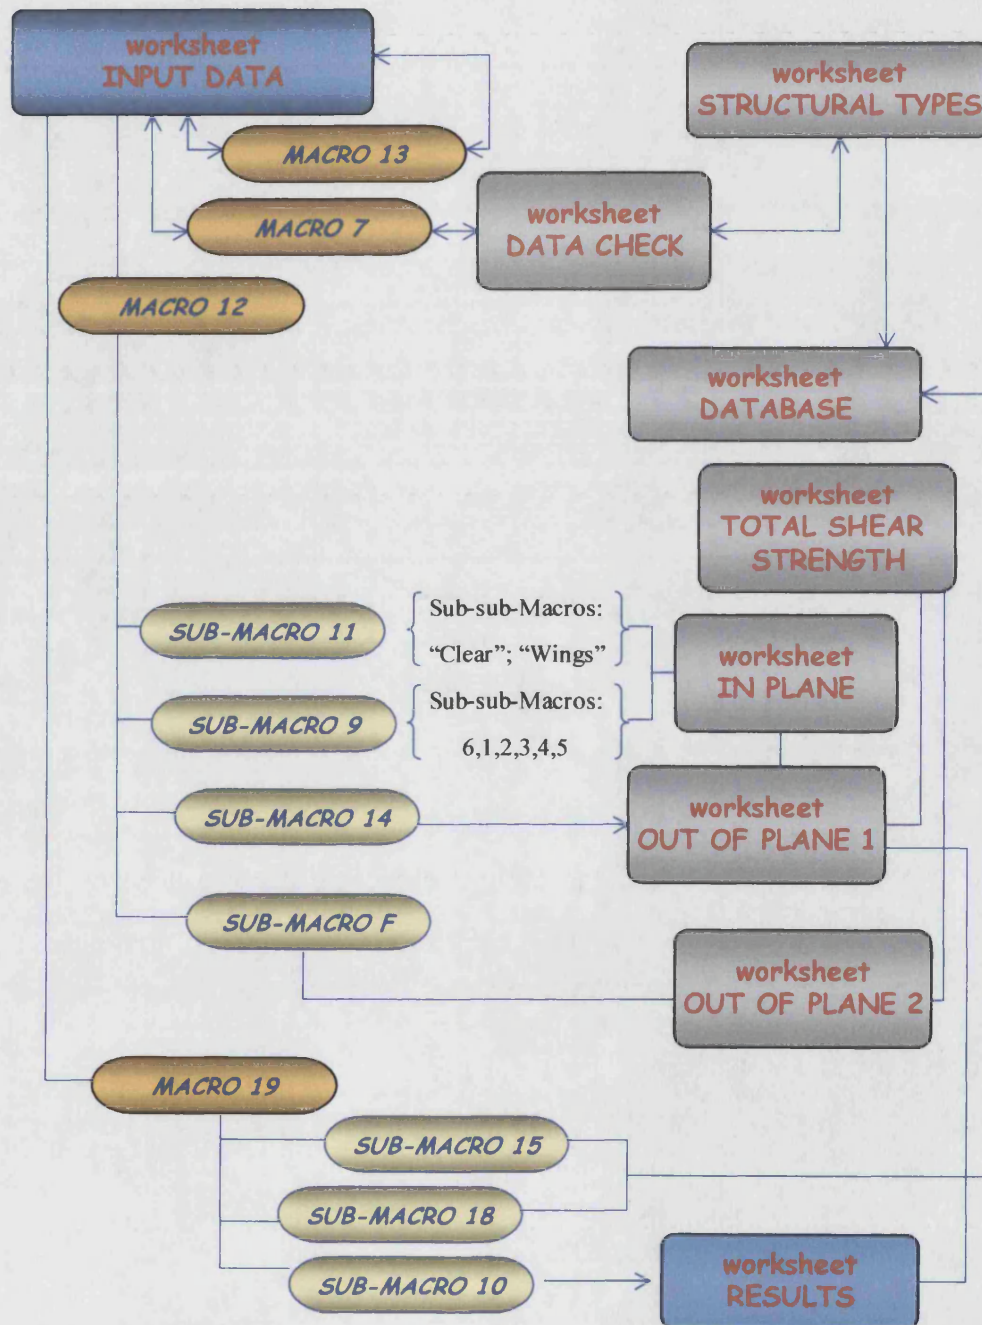 worksheet
INPUT DATA
worksheet
STRUCTURAL TYPES
MACRO 13
MACRO 7
worksheet
DATA CHECK
MACRO 12
worksheet
DATABASE
worksheet
TOTAL SHEAR
STRENGTH
SUB-MACRO 11
Sub-sub-Macros:
“Clear”; “Wings”
worksheet
IN PLANE
SUB-MACRO 9
Sub-sub-Macros:
6,1,2,3,4,5
SUB-MACRO 14
worksheet
OUT OF PLANE 1
SUB-MACRO F
worksheet
OUT OF PLANE 2
MACRO 19
SUB-MACRO 15
SUB-MACRO 18
SUB-MACRO 10
worksheet
RESULTS